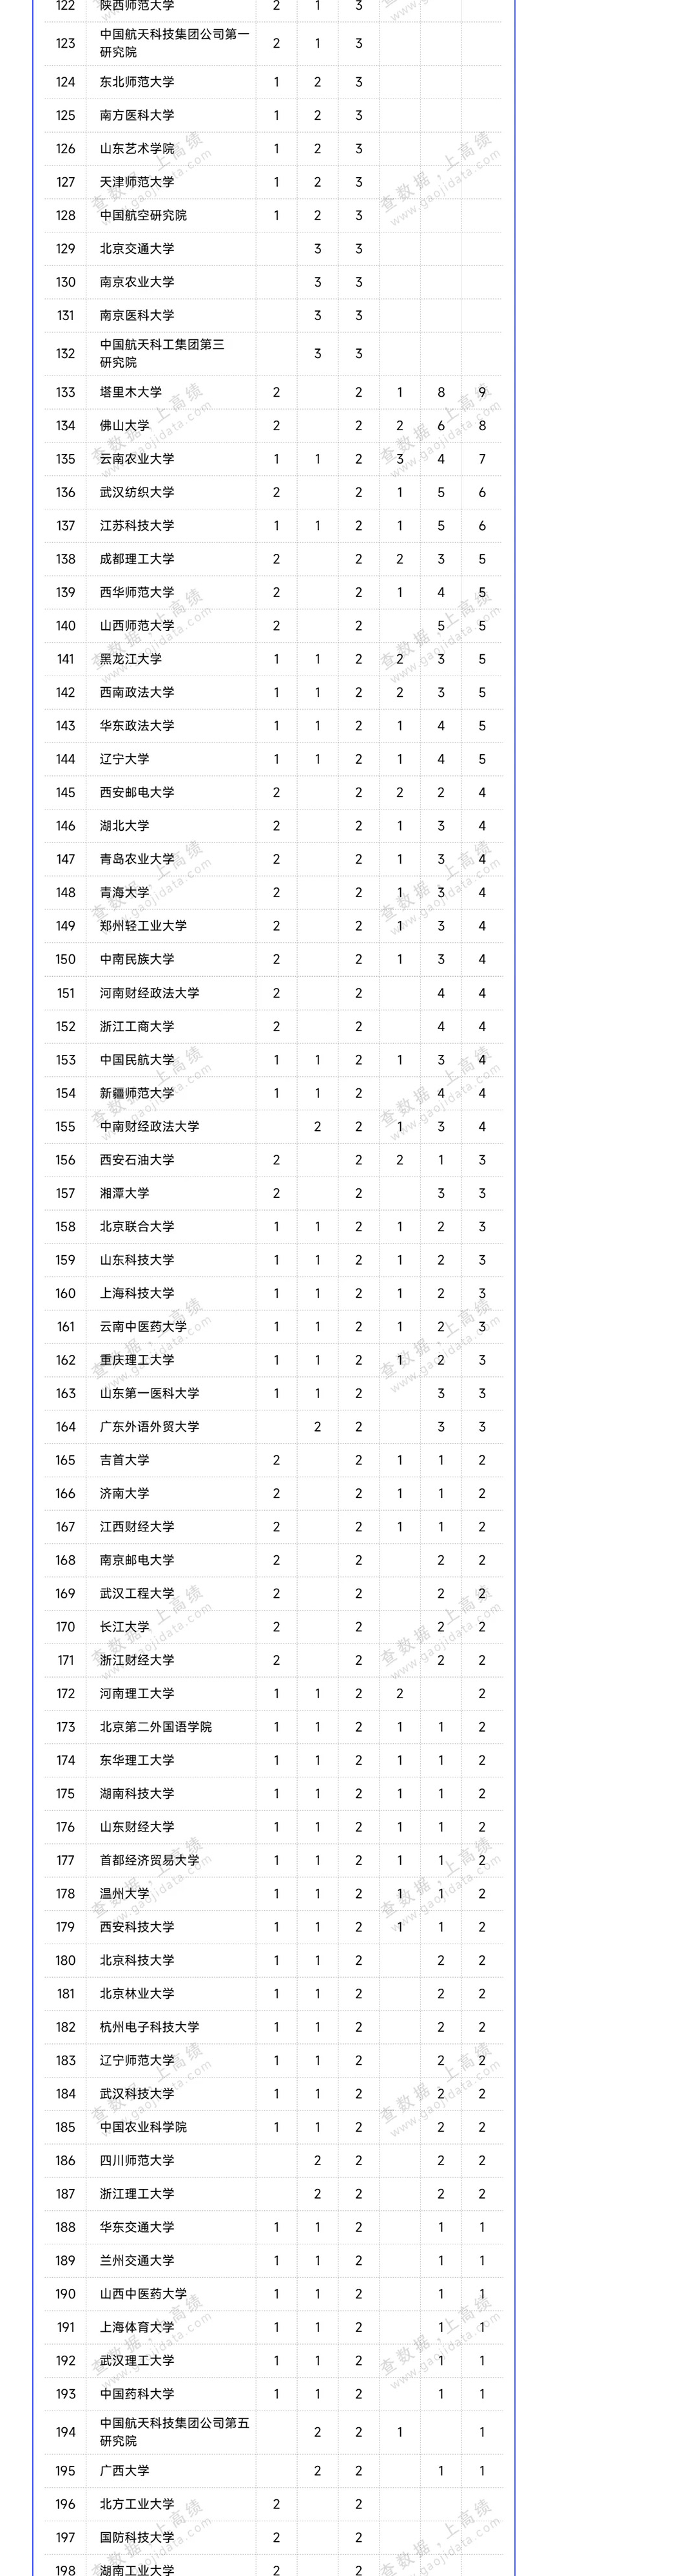 122 陕西师范大学 2 1 3
123 中国航天科技集团公司第一 2 1 3
研究院
124 东北师范大学 1 2 3
125 南方医科大学 1 2 3
126 山东艺术学院 1 2 3
127 天津师范大学 1 2 3
128 中国航空研究院 1 2 3
129 北京交通大学 3 3
130 南京农业大学 3 3
131 南京医科大学 3 3
132 中国航天科工集团第三 3 3
研究院
133 塔里木大学 2 2 1 8 9
134 佛山大学 2 2 2 6 8
135 云南农业大学 1 1 2 3 4 7
136 武汉纺织大学 2 2 1 5 6
137 江苏科技大学 1 1 2 1 5 6
138 成都理工大学 2 2 2 3 5
139 西华师范大学 2 2 1 4 5
140 山西师范大学 2 2 5 5
141 黑龙江大学 1 1 2 2 3 5
142 西南政法大学 1 1 2 2 3 5
143 华东政法大学 1 1 2 1 4 5
144 辽宁大学 1 1 2 1 4 5
145 西安邮电大学 2 2 2 2 4
146 湖北大学 2 2 1 3 4
147 青岛农业大学 2 2 1 3 4
148 青海大学 2 2 1 3 4
149 郑州轻工业大学 2 2 1 3 4
150 中南民族大学 2 2 1 3 4
151 河南财经政法大学 2 2 4 4
152 浙江工商大学 2 2 4 4
153 中国民航大学 1 1 2 1 3 4
154 新疆师范大学 1 1 2 4 4
155 中南财经政法大学 2 2 1 3 4
156 西安石油大学 2 2 2 1 3
157 湘潭大学 2 2 3 3
158 北京联合大学 1 1 2 1 2 3
159 山东科技大学 1 1 2 1 2 3
160 上海科技大学 1 1 2 1 2 3
161 云南中医药大学 1 1 2 1 2 3
162 重庆理工大学 1 1 2 1 2 3
163 山东第一医科大学 1 1 2 3 3
164 广东外语外贸大学 2 2 3 3
165 吉首大学 2 2 1 1 2
166 济南大学 2 2 1 1 2
167 江西财经大学 2 2 1 1 2
168 南京邮电大学 2 2 2 2
169 武汉工程大学 2 2 2 2
170 长江大学 2 2 2 2
171 浙江财经大学 2 2 2 2
172 河南理工大学 1 1 2 2 2
173 北京第二外国语学院 1 1 2 1 1 2
174 东华理工大学 1 1 2 1 1 2
175 湖南科技大学 1 1 2 1 1 2
176 山东财经大学 1 1 2 1 1 2
177 首都经济贸易大学 1 1 2 1 1 2
178 温州大学 1 1 2 1 1 2
179 西安科技大学 1 1 2 1 1 2
180 北京科技大学 1 1 2 2 2
181 北京林业大学 1 1 2 2 2
182 杭州电子科技大学 1 1 2 2 2
183 辽宁师范大学 1 1 2 2 2
184 武汉科技大学 1 1 2 2 2
185 中国农业科学院 1 1 2 2 2
186 四川师范大学 2 2 2 2
187 浙江理工大学 2 2 2 2
188 华东交通大学 1 1 2 1 1
189 兰州交通大学 1 1 2 1 1
190 山西中医药大学 1 1 2 1 1
191 上海体育大学 1 1 2 1 1
192 武汉理工大学 1 1 2 1 1
193 中国药科大学 1 1 2 1 1
194 中国航天科技集团公司第五 2 2 1 1
研究院
195 广西大学 2 2 1 1
196 北方工业大学 2 2
197 国防科技大学 2 2
198 湖南工业大学 2 2
查数据，上高绩
www.gaojidata.com